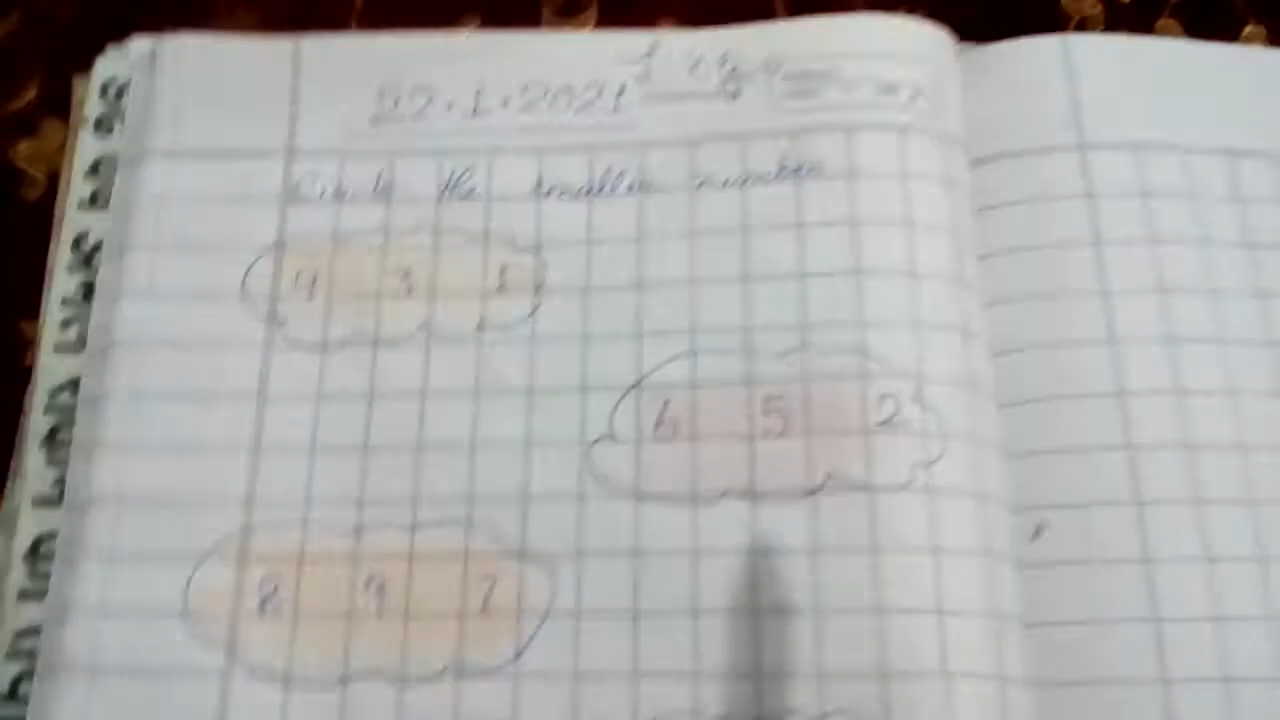 22.1.2021
Circle the smaller number
4 3 1
6 5 2
8 9 7